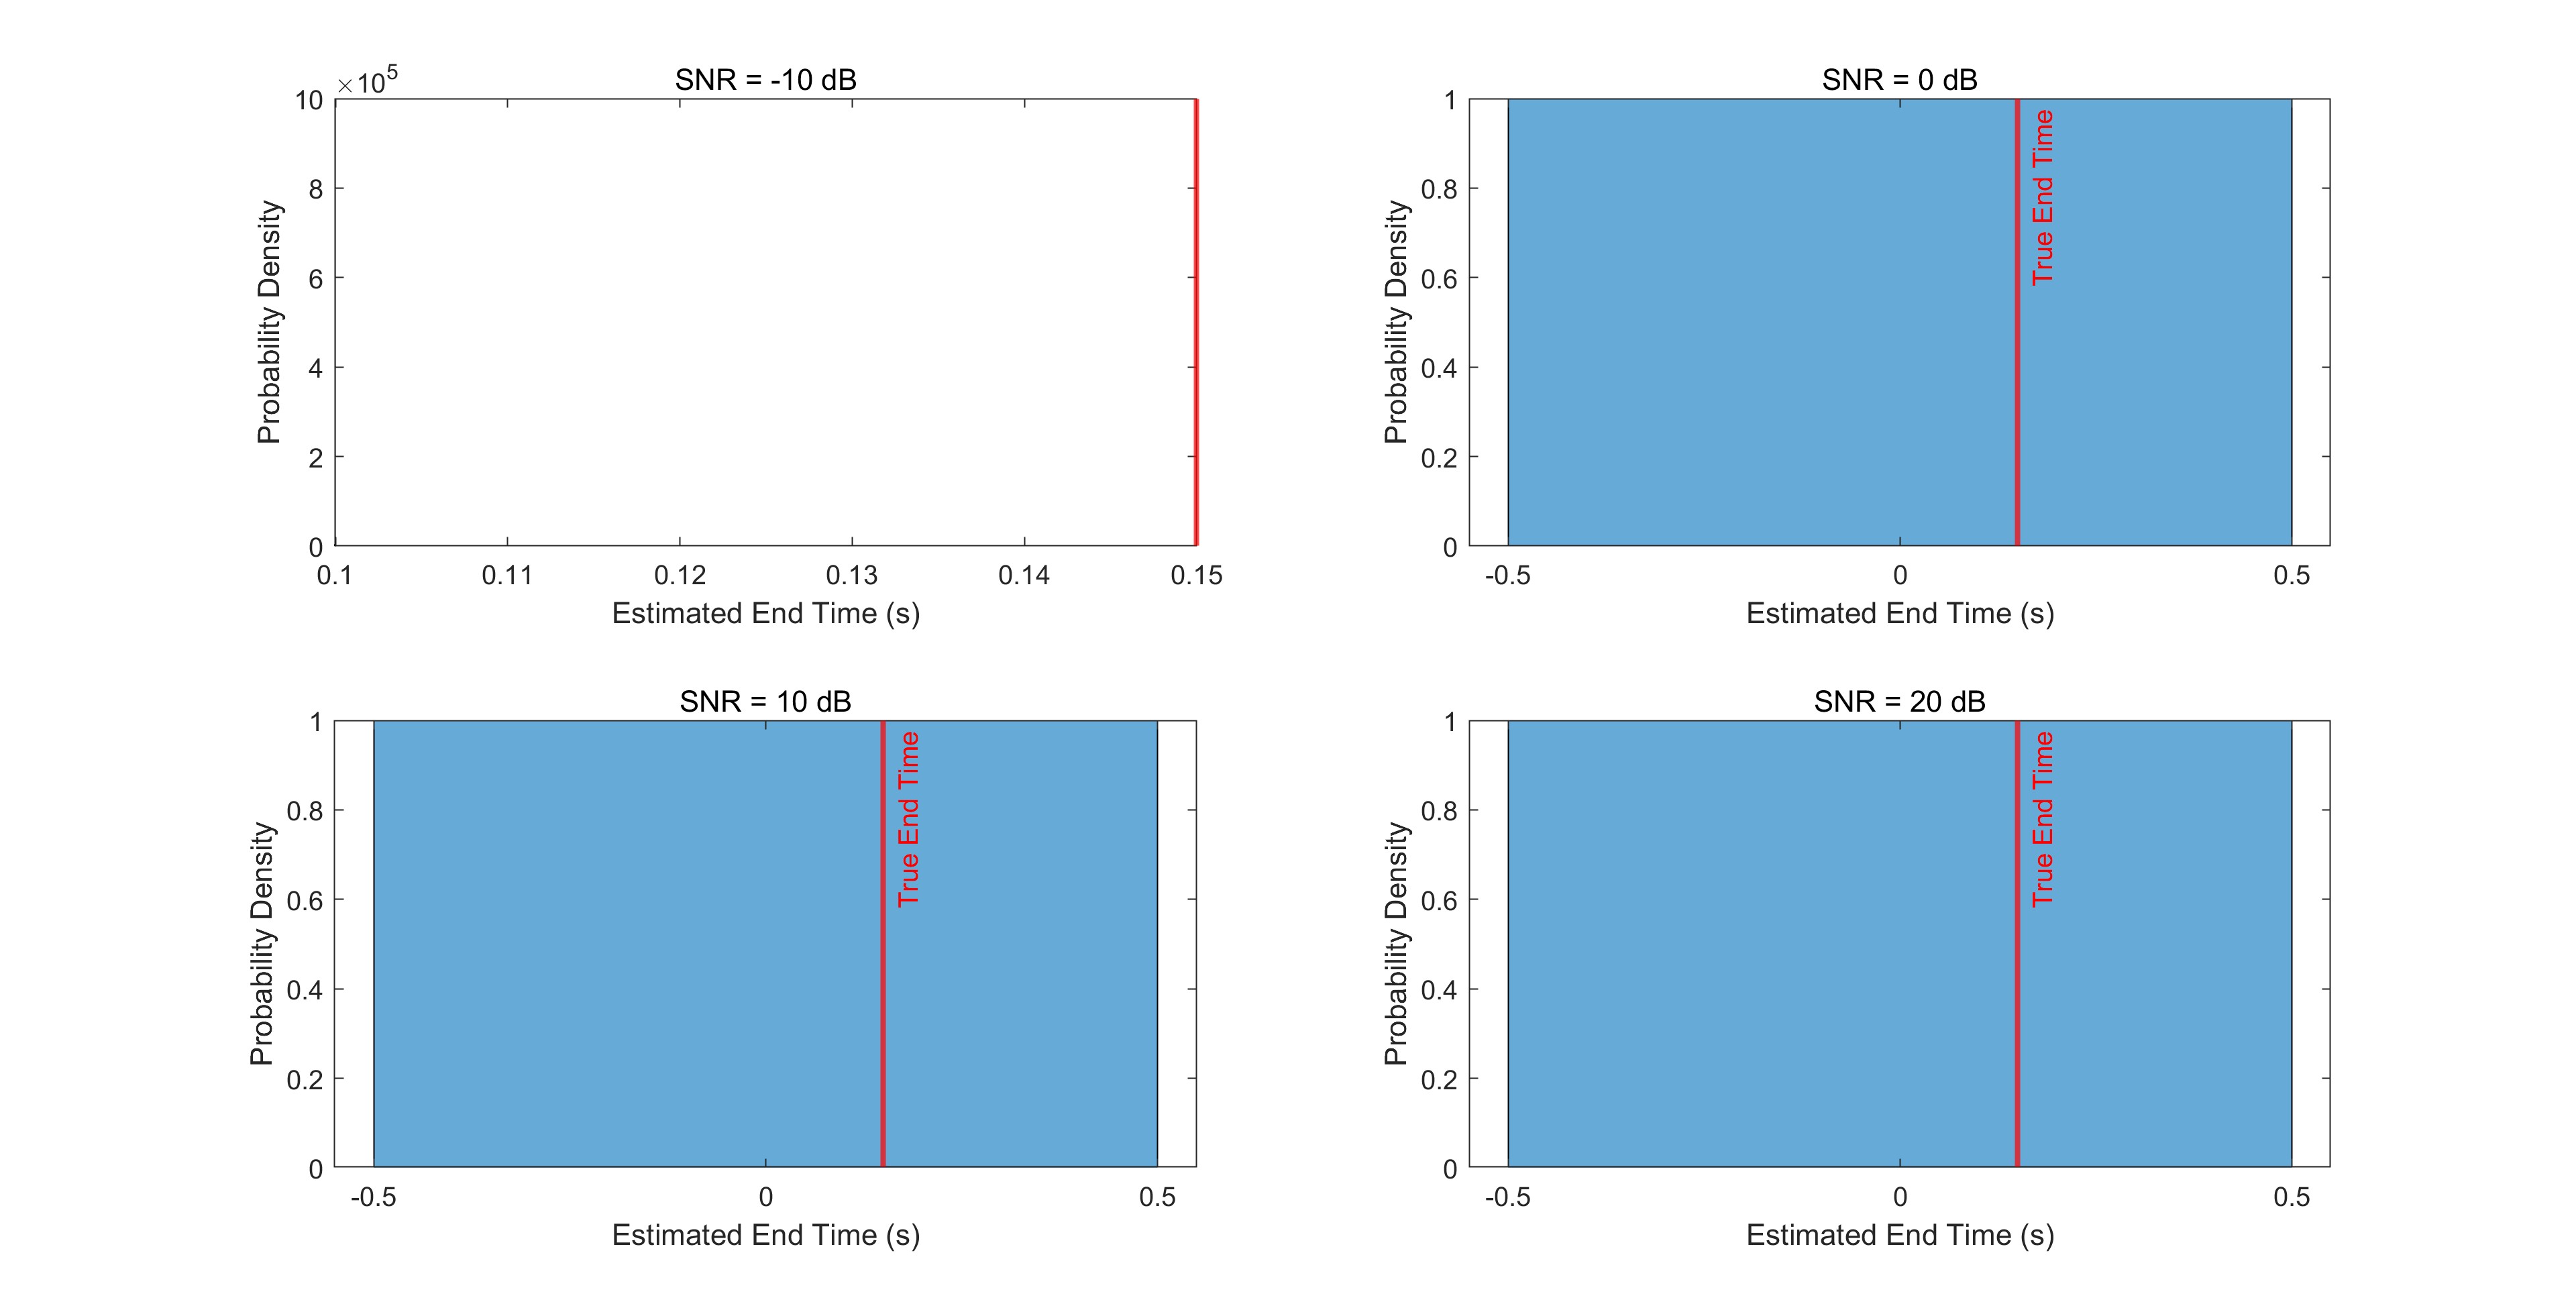 ×10^5
SNR = -10 dB
10
8
6
4
2
0
Probability Density
0.1 0.11 0.12 0.13 0.14 0.15
Estimated End Time (s)
SNR = 0 dB
1
0.8
0.6
0.4
0.2
0
Probability Density
True End Time
-0.5 0 0.5
Estimated End Time (s)
SNR = 10 dB
1
0.8
0.6
0.4
0.2
0
Probability Density
True End Time
-0.5 0 0.5
Estimated End Time (s)
SNR = 20 dB
1
0.8
0.6
0.4
0.2
0
Probability Density
True End Time
-0.5 0 0.5
Estimated End Time (s)